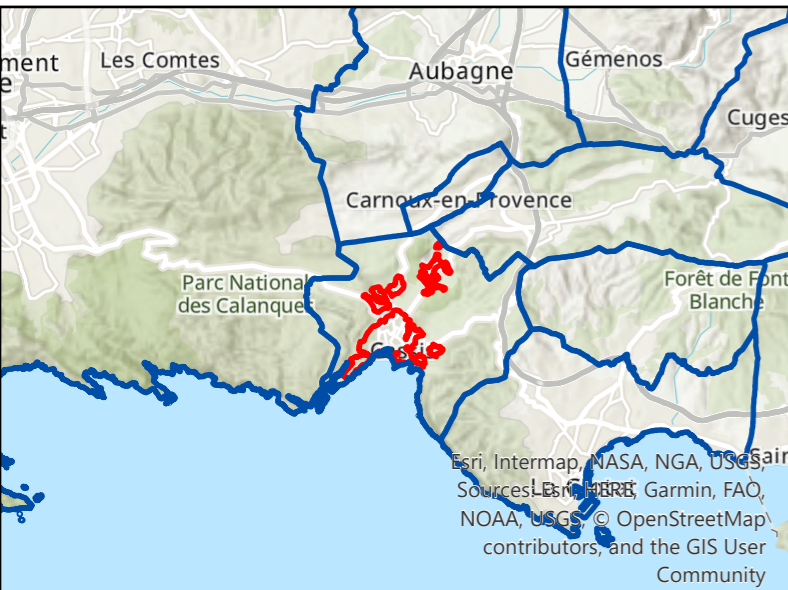 ment
e
Les Comtes
Aubagne
Gémenos
t
Cuges
Carnoux-en-Provence
Parc National
des Calanques
Forêt de Font
Blanche
Cassis
Esri, Intermap, NASA, NGA, USGS,
Sources: Esri, HERE, Garmin, FAO,
NOAA, USGS, © OpenStreetMap
contributors, and the GIS User
Community